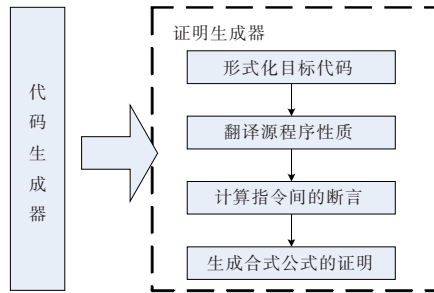 代码生成器
证明生成器
形式化目标代码
翻译源程序性质
计算指令间的断言
生成合式公式的证明